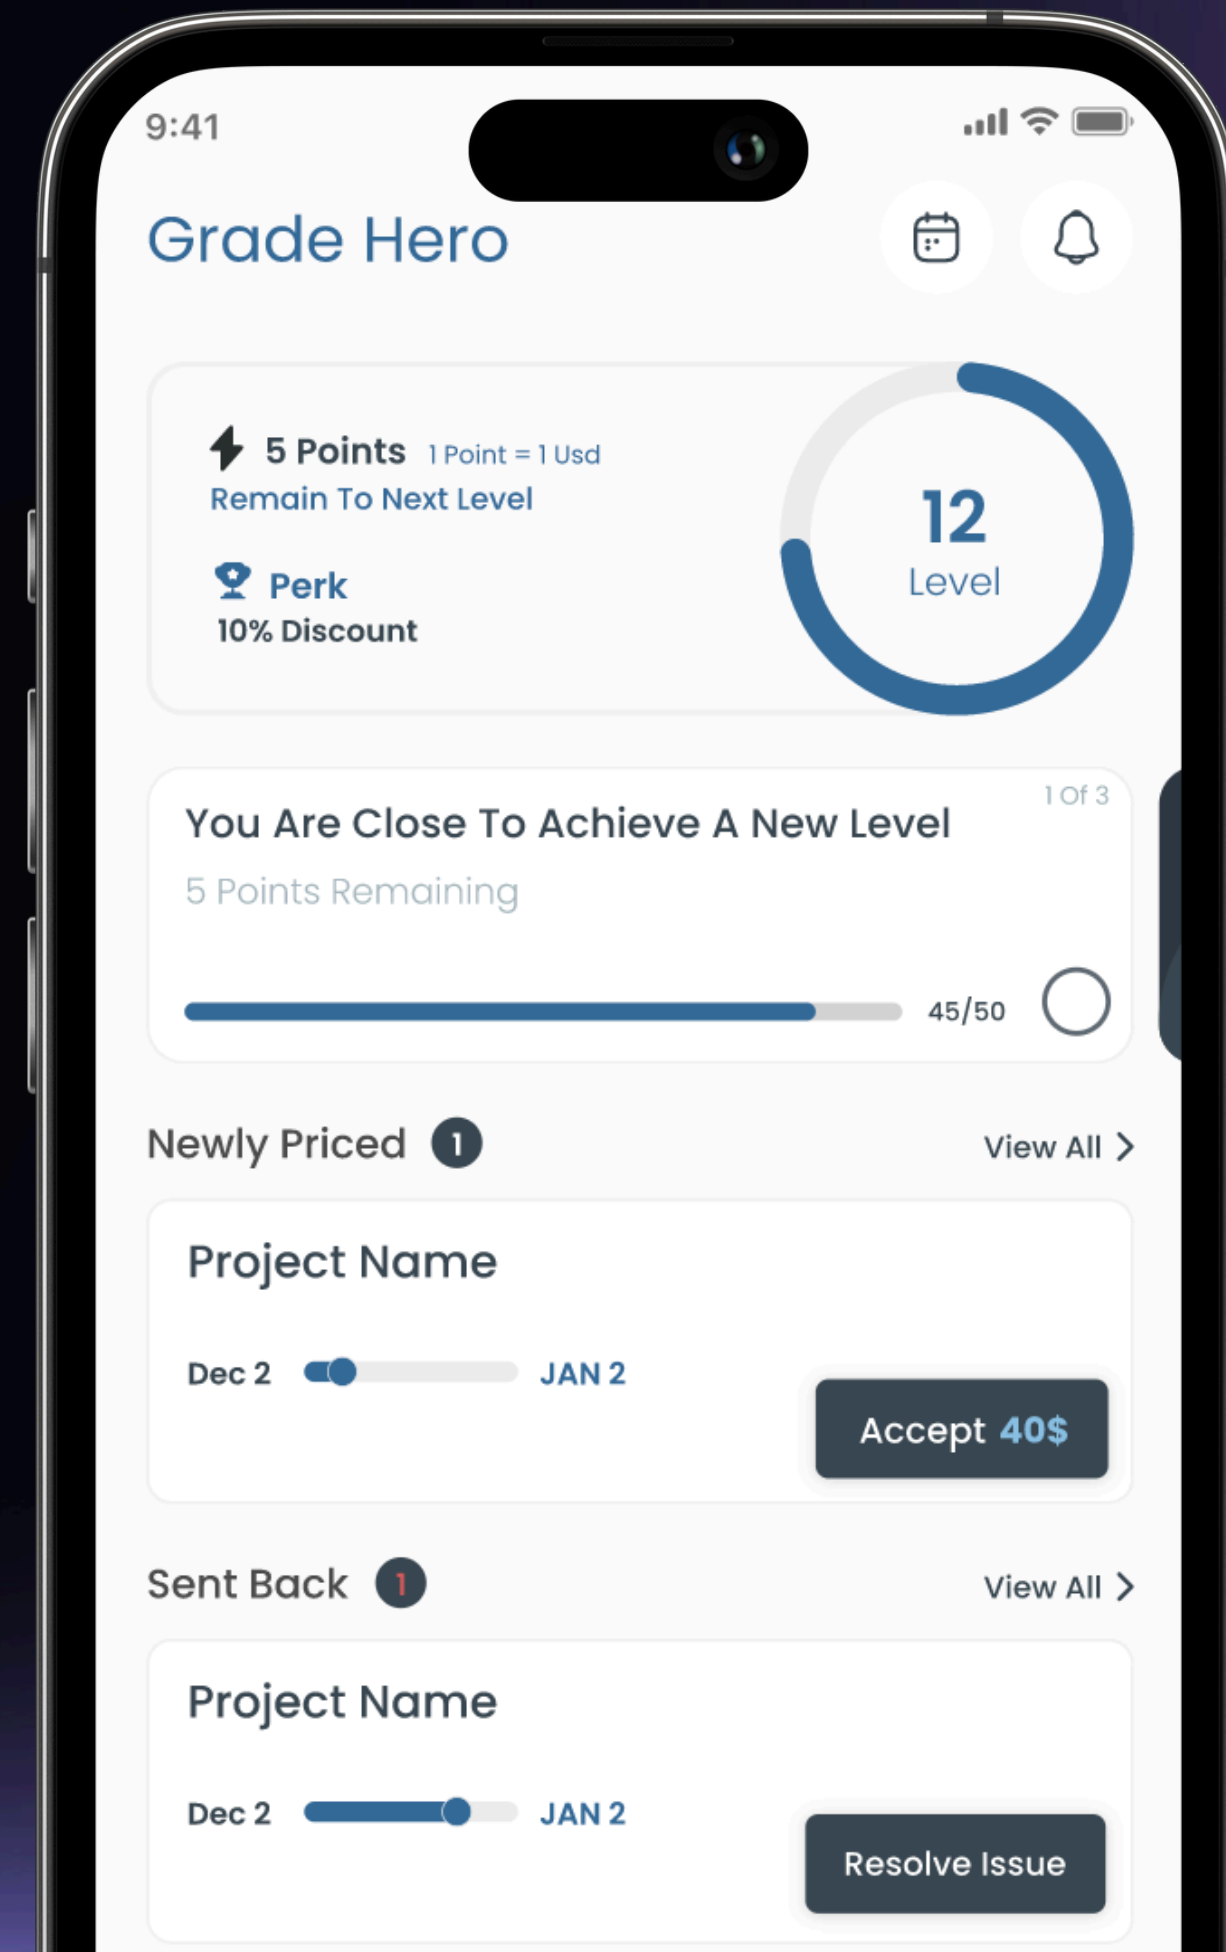 9:41
Grade Hero
5 Points 1 Point = 1 Usd
Remain To Next Level
Perk
10% Discount
12
Level
1 Of 3
You Are Close To Achieve A New Level
5 Points Remaining
45/50
Newly Priced 1
View All
Project Name
Dec 2
JAN 2
Accept 40$
Sent Back 1
View All
Project Name
Dec 2
JAN 2
Resolve Issue